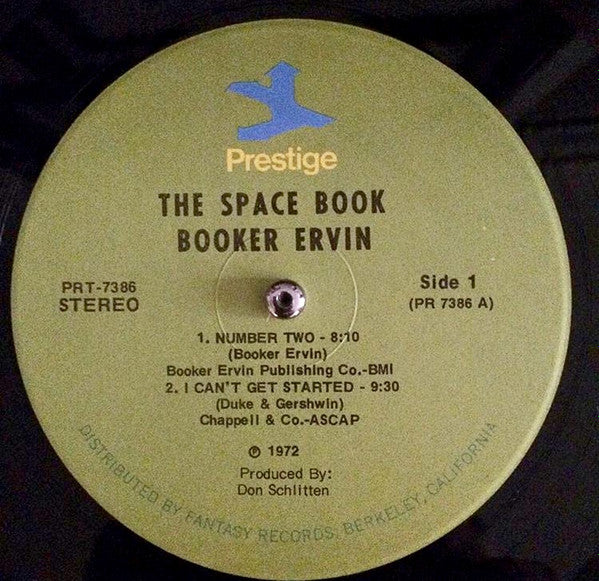 Prestige
THE SPACE BOOK
BOOKER ERVIN
PRT-7386
STEREO
Side 1
(PR 7386 A)
1. NUMBER TWO - 8:10
(Booker Ervin)
Booker Ervin Publishing Co.-BMI
2. I CAN'T GET STARTED - 9:30
(Duke & Gershwin)
Chappell & Co.-ASCAP
℗ 1972
Produced By:
Don Schlitten
DISTRIBUTED BY FANTASY RECORDS, BERKELEY, CALIFORNIA